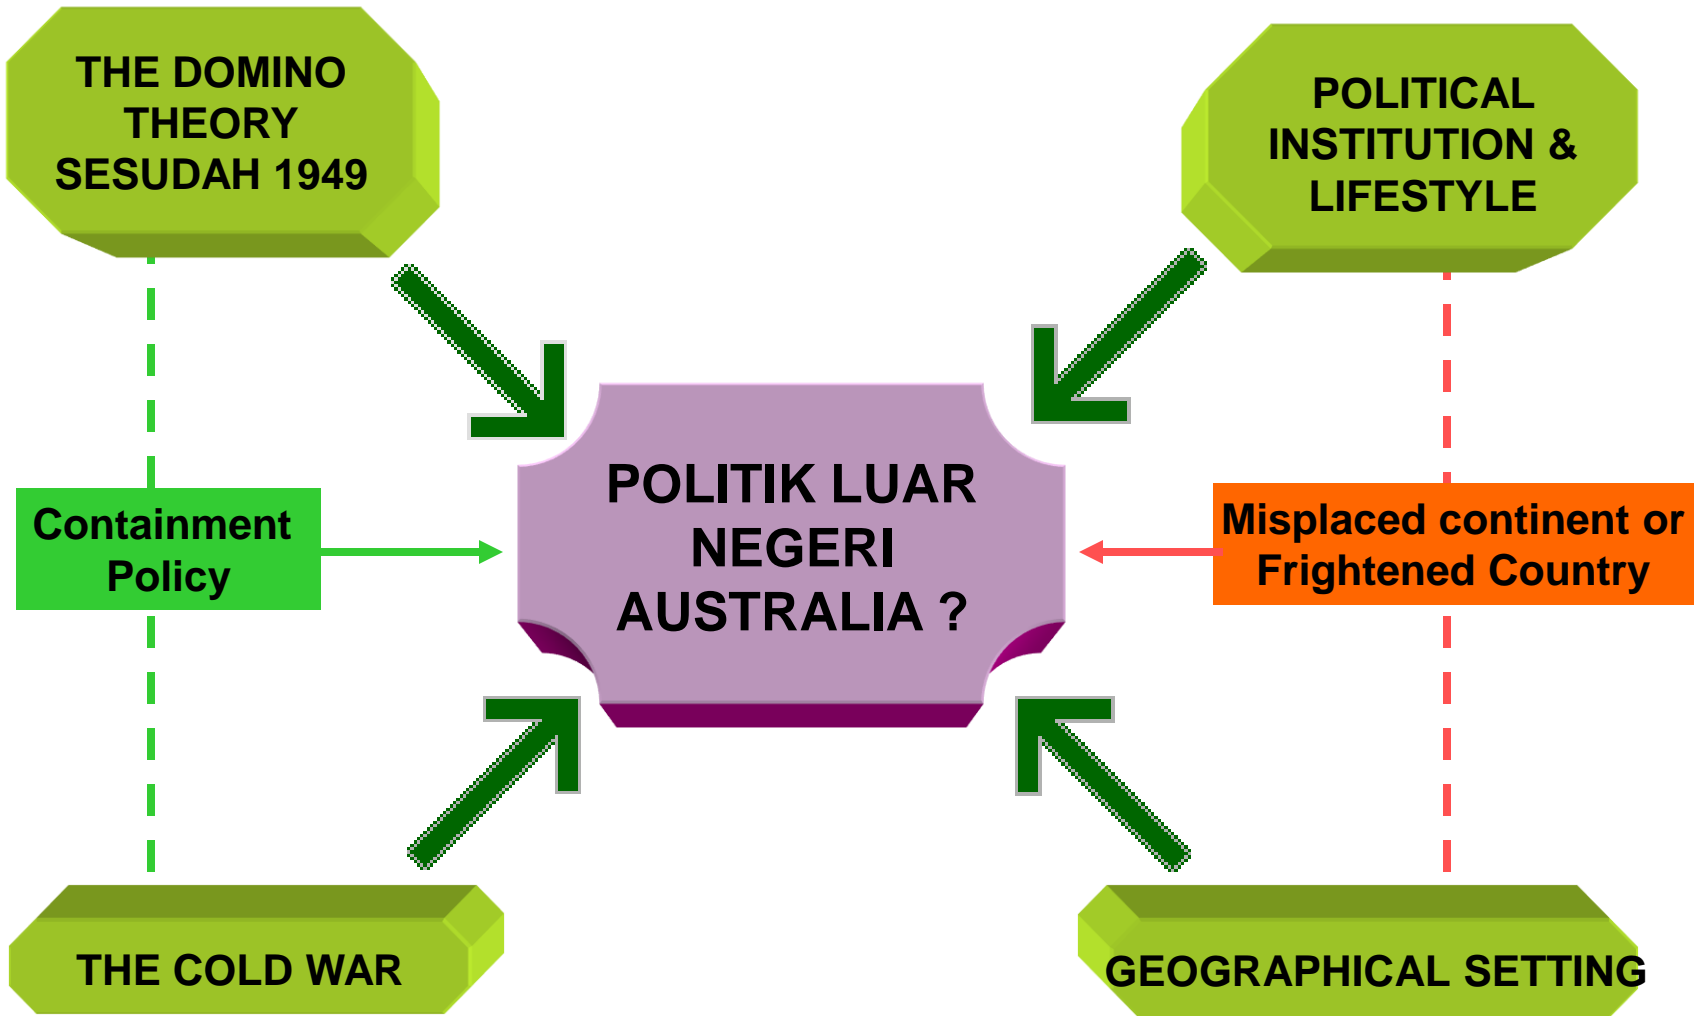 THE DOMINO
THEORY
SESUDAH 1949
POLITICAL
INSTITUTION &
LIFESTYLE
POLITIK LUAR
NEGERI
AUSTRALIA ?
Containment
Policy
Misplaced continent or
Frightened Country
THE COLD WAR
GEOGRAPHICAL SETTING